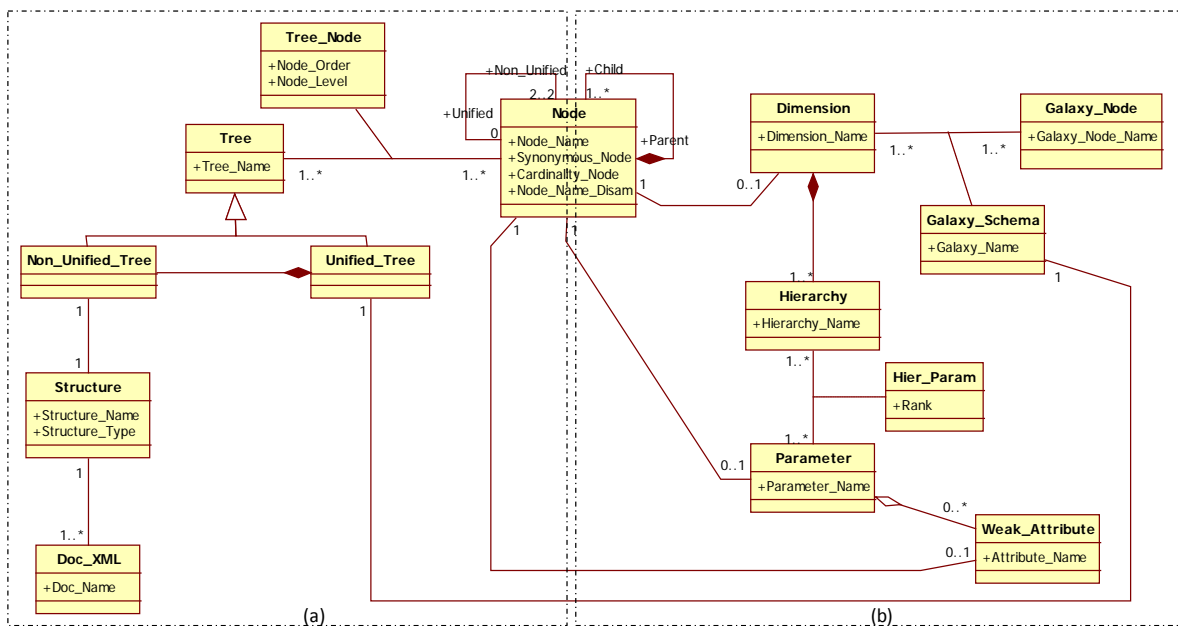 Tree_Node
+Node_Order
+Node_Level
+Non_Unified
+Child
2..2
1..*
+Unified
0
Node
+Node_Name
+Synonymous_Node
+Cardinality_Node
+Node_Name_Disam
+Parent
1
0..1
Dimension
+Dimension_Name
1..*
1..*
Galaxy_Node
+Galaxy_Node_Name
Tree
+Tree_Name
1..*
1..*
Galaxy_Schema
+Galaxy_Name
1
1
1
Non_Unified_Tree
Unified_Tree
1
1
1..*
Hierarchy
+Hierarchy_Name
1..*
1
Structure
+Structure_Name
+Structure_Type
1
Hier_Param
+Rank
1..*
Parameter
+Parameter_Name
0..1
0..*
Weak_Attribute
+Attribute_Name
0..1
1..*
Doc_XML
+Doc_Name
(a)
(b)